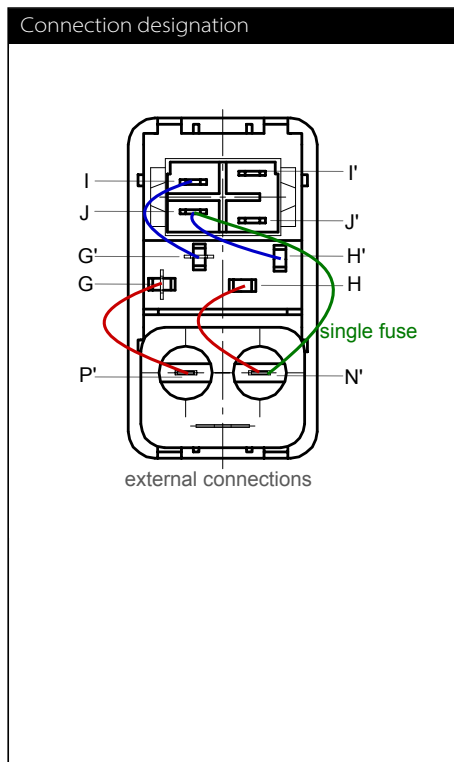 Connection designation
I I'
J J'
G' H'
G H
single fuse
P' N'
external connections